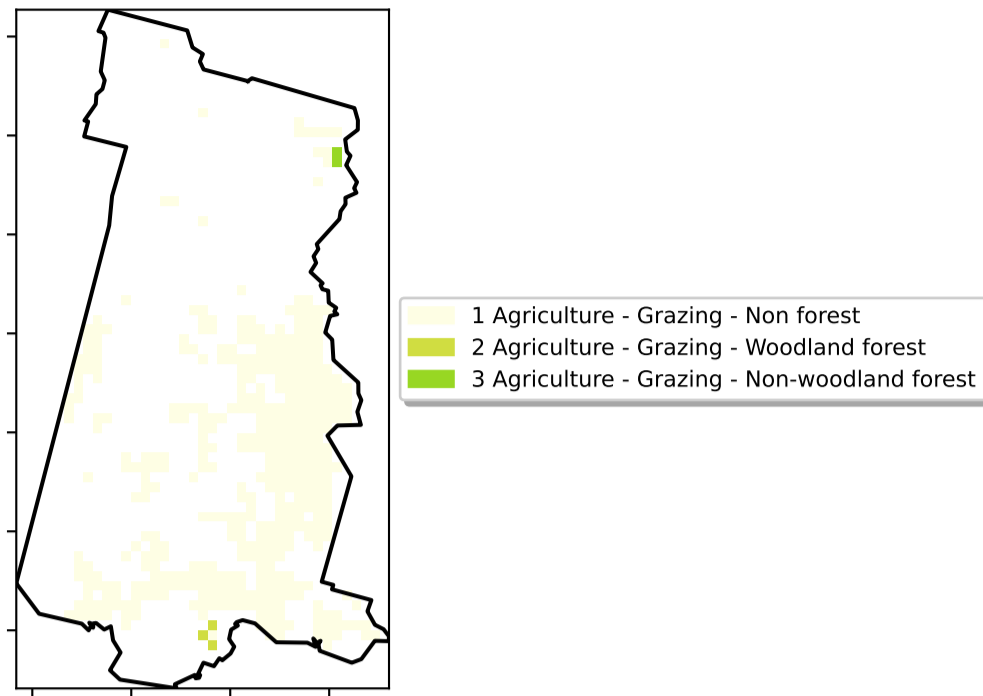 1 Agriculture - Grazing - Non forest
2 Agriculture - Grazing - Woodland forest
3 Agriculture - Grazing - Non-woodland forest